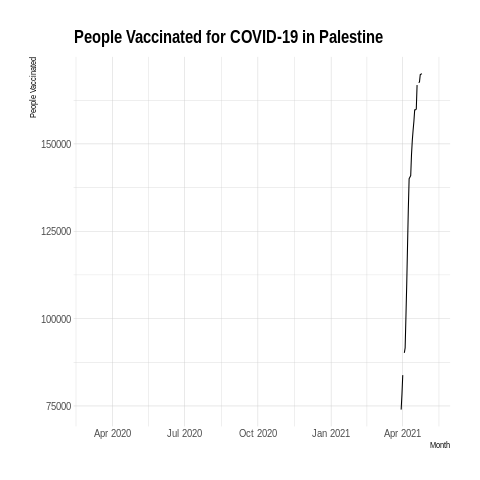 People Vaccinated for COVID-19 in Palestine
People Vaccinated
150000
125000
100000
75000
Apr 2020 Jul 2020 Oct 2020 Jan 2021 Apr 2021
Month